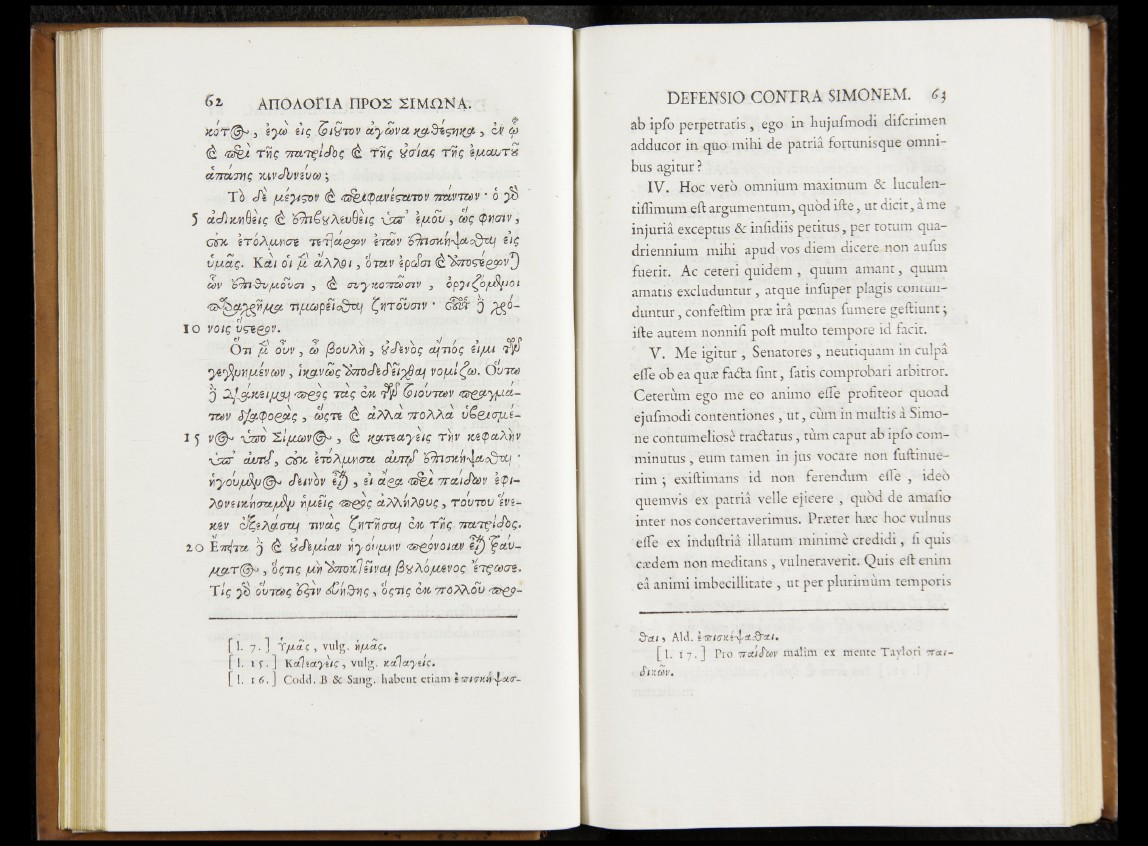 62 ΑΠΟΛΟΓΙΑ ΠΡΟΣ ΣΙΜΩΝΑ.
κότος, ἐγὼ εἰς τοιοῦτον ἀγῶνα καθέστηκα, ἐν ᾧ
καὶ περὶ τῆς πατρίδος καὶ τῆς οὐσίας τῆς ἐμαυτοῦ
ἁπάσης κινδυνεύω;
Τὸ δὲ μέγιστον καὶ περιφανέστατον πάντων· ὁ γὰρ
5 ἀδικηθεὶς καὶ ἐπιβουλευθεὶς ὑπ' ἐμοῦ, ὥς φησιν,
οὐκ ἐτόλμησε τεττάρων ἐτῶν ἐπισκήψασθαι εἰς
ὑμᾶς. Καὶ οἱ μὲν ἄλλοι, ὅταν ἐρῶσι καὶ ἀποστερῶνται
ὧν ἐπιθυμοῦσι, καὶ συγκοπῶσιν, ὀργιζόμενοι
παραχρῆμα τιμωρεῖσθαι ζητοῦσιν· οὗτος δὲ χρό-
10 νοις ὕστερον.
Ὅτι μὲν οὖν, ὦ βουλὴ, οὐδενὸς αἴτιός εἰμι τῶν
γεγενημένων, ἱκανῶς ἀποδεδεῖχθαι νομίζω. Οὕτω
δὲ διάκειμαι πρὸς τὰς ἐκ τῶν τοιούτων πραγμά-
των διαφορὰς, ὥστε καὶ ἀλλὰ πολλὰ ὑβρισμέ-
15 νος ὑπὸ Σίμωνος, καὶ κατεαγεὶς τὴν κεφαλὴν
ὑπ' αὐτοῦ, οὐκ ἐτόλμησα αὐτῷ ἐπισκήψασθαι·
ἡγούμενος δεινὸν εἶναι, εἰ ἄρα περὶ παίδων ἐφι-
λονεικήσαμεν ἡμεῖς πρὸς ἀλλήλους, τούτου ἕνε-
κεν ἐξελάσαι τινὰς ζητῆσαι ἐκ τῆς πατρίδος.
20 Ἔπειτα δὲ καὶ οὐδεμίαν ἡγούμην πρόνοιαν εἶναι τραύ-
ματος, ὅστις μὴ ἀποκτεῖναι βουλόμενος ἔτρωσε.
Τίς γὰρ οὕτως ἐστὶν εὐήθης, ὅστις ἐκ πολλοῦ προ-
[l. 7.] Ὑμᾶς, vulg. ἡμᾶς.
[l. 15.] Κατεαγεὶς, vulg. καταγείς.
[l. 16.] Codd. B & Sang. habent etiam ἐπισκήψασ-
DEFENSIO CONTRA SIMONEM. 63
ab ipſo perpetratis, ego in hujuſmodi diſcrimen
adducor in quo mihi de patriâ fortunisque omni-
bus agitur?
IV. Hoc verò omnium maximum & luculen-
tiſſimum eſt argumentum, quòd iſte, ut dicit, à me
injuriâ exceptus & inſidiis petitus, per totum qua-
driennium mihi apud vos diem dicere non auſus
fuerit. Ac ceteri quidem, quum amant, quum
amatis excluduntur, atque inſuper plagis contun-
duntur, confeſtìm præ irâ pœnas ſumere geſtiunt;
iſte autem nonniſi poſt multo tempore id facit.
V. Me igitur, Senatores, neutiquam in culpâ
eſſe ob ea quæ facta ſint, ſatis comprobari arbitror.
Ceterùm ego me eo animo eſſe profiteor quoad
ejuſmodi contentiones, ut, cùm in multis à Simo-
ne contumelioſè tractatus, tùm caput ab ipſo com-
minutus, eum tamen in jus vocare non ſuſtinue-
rim; exiſtimans id non ferendum eſſe, ideò
quemvis ex patriâ velle ejicere, quòd de amaſio
inter nos concertaverimus. Præter hæc hoc vulnus
eſſe ex induſtriâ illatum minimè credidi, ſi quis
cædem non meditans, vulneraverit. Quis eſt enim
eâ animi imbecillitate, ut per plurimùm temporis
θαι, Ald. ἐπισκέψασθαι.
[l. 17.] Pro παίδων malim ex mente Taylori παι-
δικῶν.